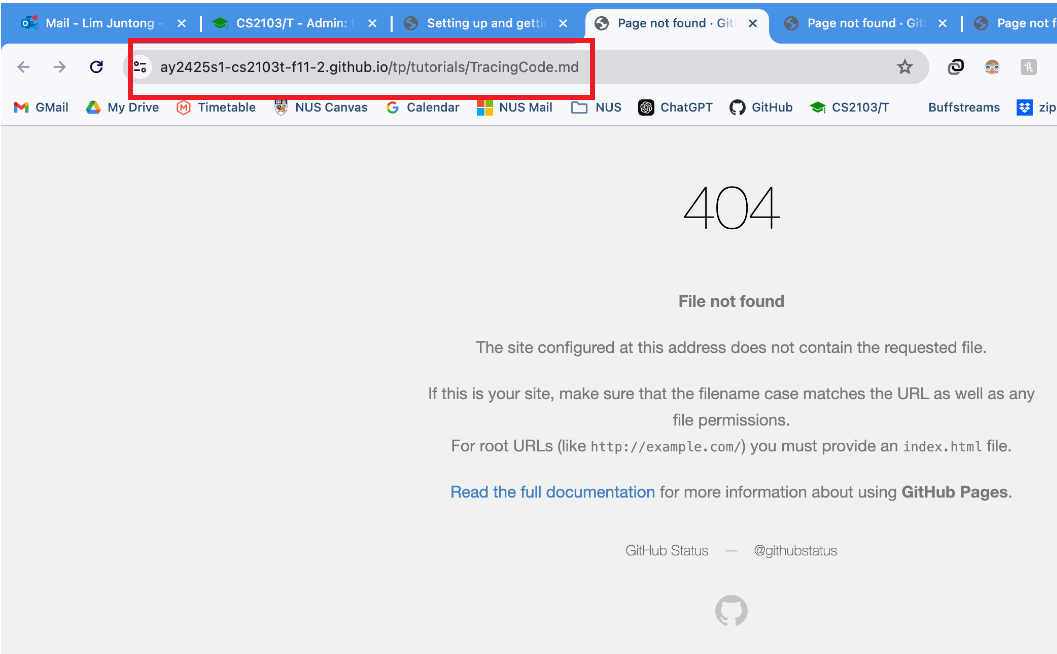 Mail - Lim Juntong - CS2103/T - Admin: Setting up and getti Page not found · Git Page not found · Git Page not f
ay2425s1-cs2103t-f11-2.github.io/tp/tutorials/TracingCode.md
GMail My Drive Timetable NUS Canvas Calendar NUS Mail NUS ChatGPT GitHub CS2103/T Buffstreams zip
404
File not found
The site configured at this address does not contain the requested file.
If this is your site, make sure that the filename case matches the URL as well as any
file permissions.
For root URLs (like http://example.com/) you must provide an index.html file.
Read the full documentation for more information about using GitHub Pages.
GitHub Status — @githubstatus